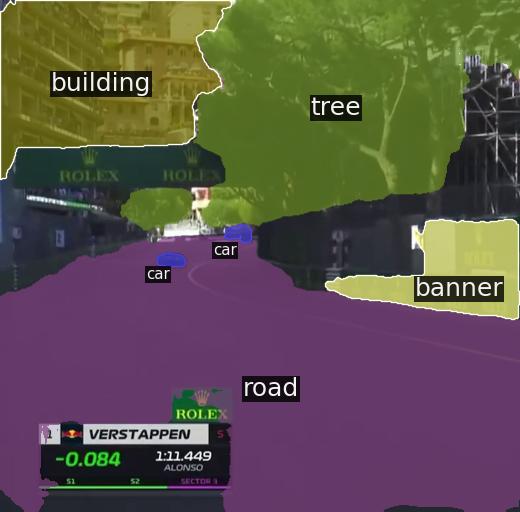 building
tree
ROLEX ROLEX
car
car
banner
road
ROLEX
1 VERSTAPPEN S
-0.084 1:11.449
ALONSO
S1 S2 SECTOR 3